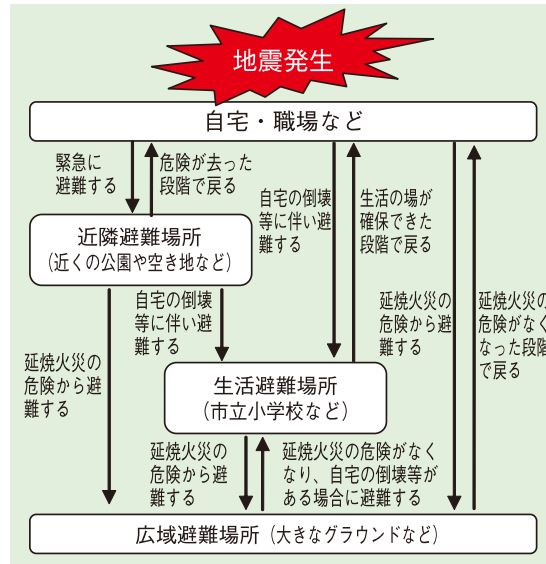 地震発生
自宅・職場など
緊急に
避難する
危険が去った
段階で戻る
自宅の倒壊
等に伴い避
難する
生活の場が
確保できた
段階で戻る
近隣避難場所
（近くの公園や空き地など）
自宅の倒壊
等に伴い避
難する
延焼火災の
危険から避
難する
延焼火災の
危険がなく
なった段階
で戻る
延焼火災の
危険から避
難する
生活避難場所
（市立小学校など）
延焼火災の
危険から避
難する
延焼火災の危険がなく
なり、自宅の倒壊等が
ある場合に避難する
広域避難場所（大きなグラウンドなど）